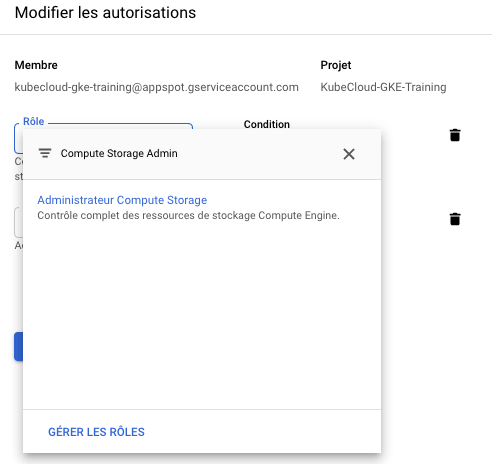 Modifier les autorisations
Membre
Projet
kubecloud-gke-training@appspot.gserviceaccount.com
KubeCloud-GKE-Training
Rôle
Condition
Compute Storage Admin
Administrateur Compute Storage
Contrôle complet des ressources de stockage Compute Engine.
GÉRER LES RÔLES